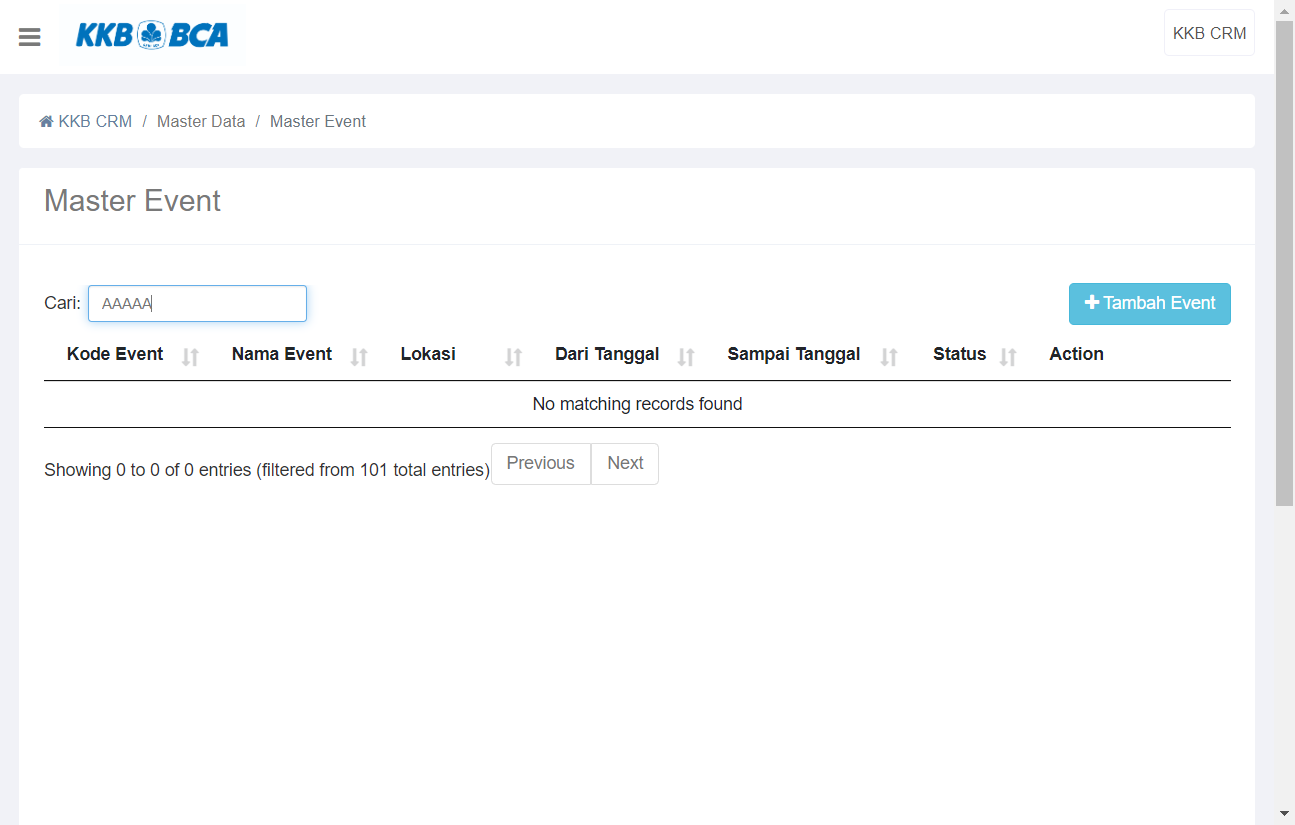 KKB BCA
KKB CRM
KKB CRM / Master Data / Master Event
Master Event
Cari: AAAAA
Tambah Event
Kode Event Nama Event Lokasi Dari Tanggal Sampai Tanggal Status Action
No matching records found
Showing 0 to 0 of 0 entries (filtered from 101 total entries) Previous Next